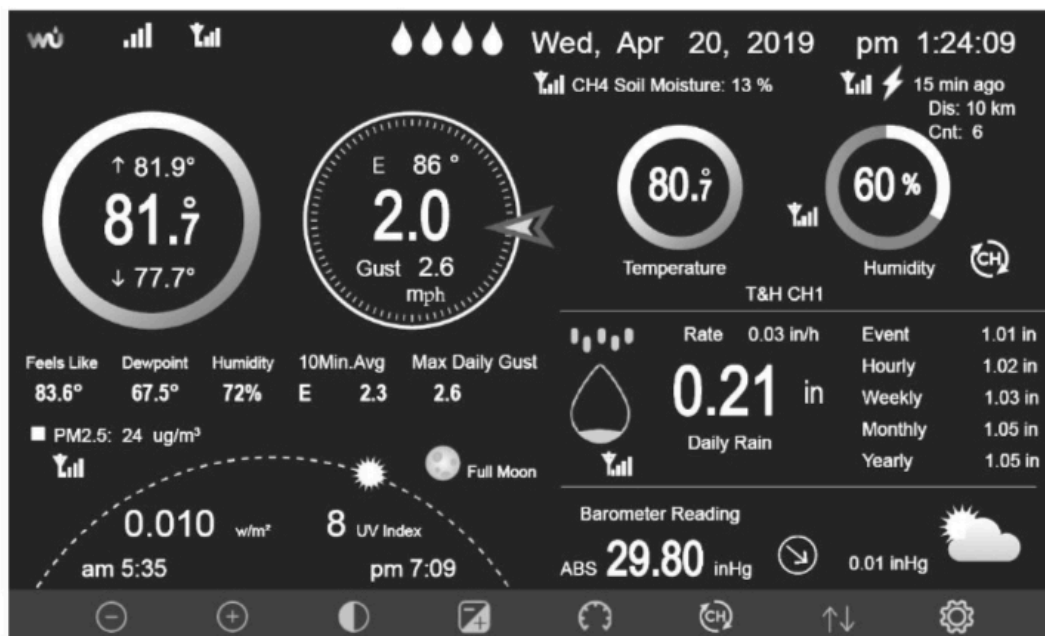 wu
Wed, Apr 20, 2019 pm 1:24:09
CH4 Soil Moisture: 13 %
15 min ago
Dis: 10 km
Cnt: 6
↑ 81.9°
81.7°
↓ 77.7°
E 86 °
2.0
Gust 2.6
mph
80.7°
Temperature
60 %
Humidity
CH
T&H CH1
Feels Like Dewpoint Humidity 10Min.Avg Max Daily Gust
83.6° 67.5° 72% E 2.3 2.6
PM2.5: 24 ug/m³
Full Moon
0.010 w/m² 8 UV Index
am 5:35 pm 7:09
Rate 0.03 in/h
0.21 in
Daily Rain
Event 1.01 in
Hourly 1.02 in
Weekly 1.03 in
Monthly 1.05 in
Yearly 1.05 in
Barometer Reading
ABS 29.80 inHg 0.01 inHg
CH